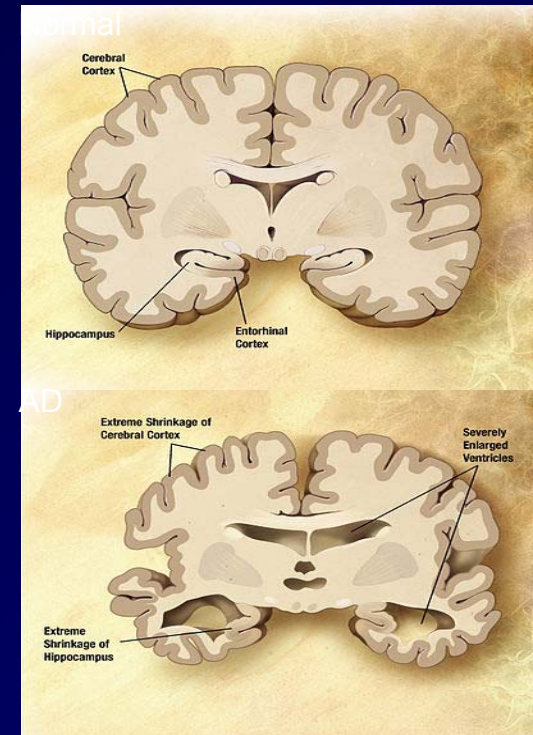 Normal
Cerebral
Cortex
Hippocampus
Entorhinal
Cortex
AD
Extreme Shrinkage of
Cerebral Cortex
Severely
Enlarged
Ventricles
Extreme
Shrinkage of
Hippocampus